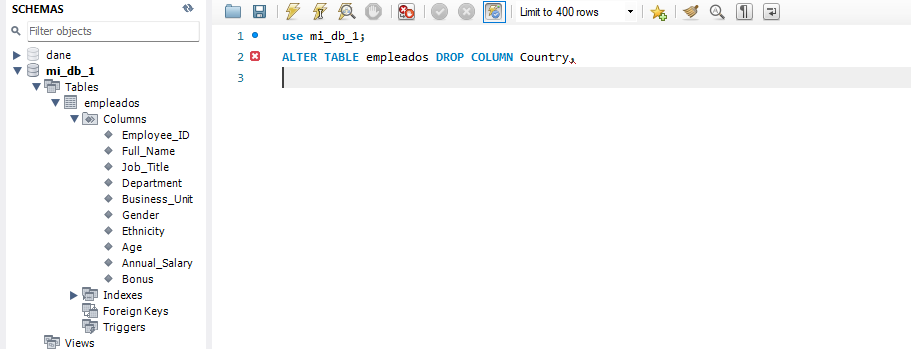 SCHEMAS
Filter objects
dane
mi_db_1
Tables
empleados
Columns
Employee_ID
Full_Name
Job_Title
Department
Business_Unit
Gender
Ethnicity
Age
Annual_Salary
Bonus
Indexes
Foreign Keys
Triggers
Views
Limit to 400 rows
1 use mi_db_1;
2 ALTER TABLE empleados DROP COLUMN Country,
3